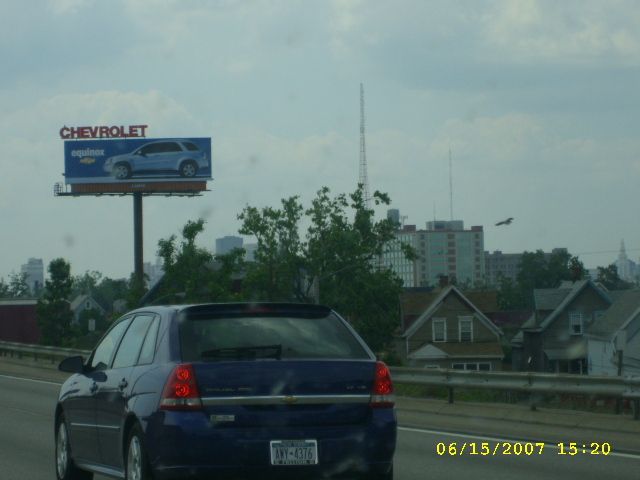 CHEVROLET
equinox
AWY-4376
06/15/2007 15:20